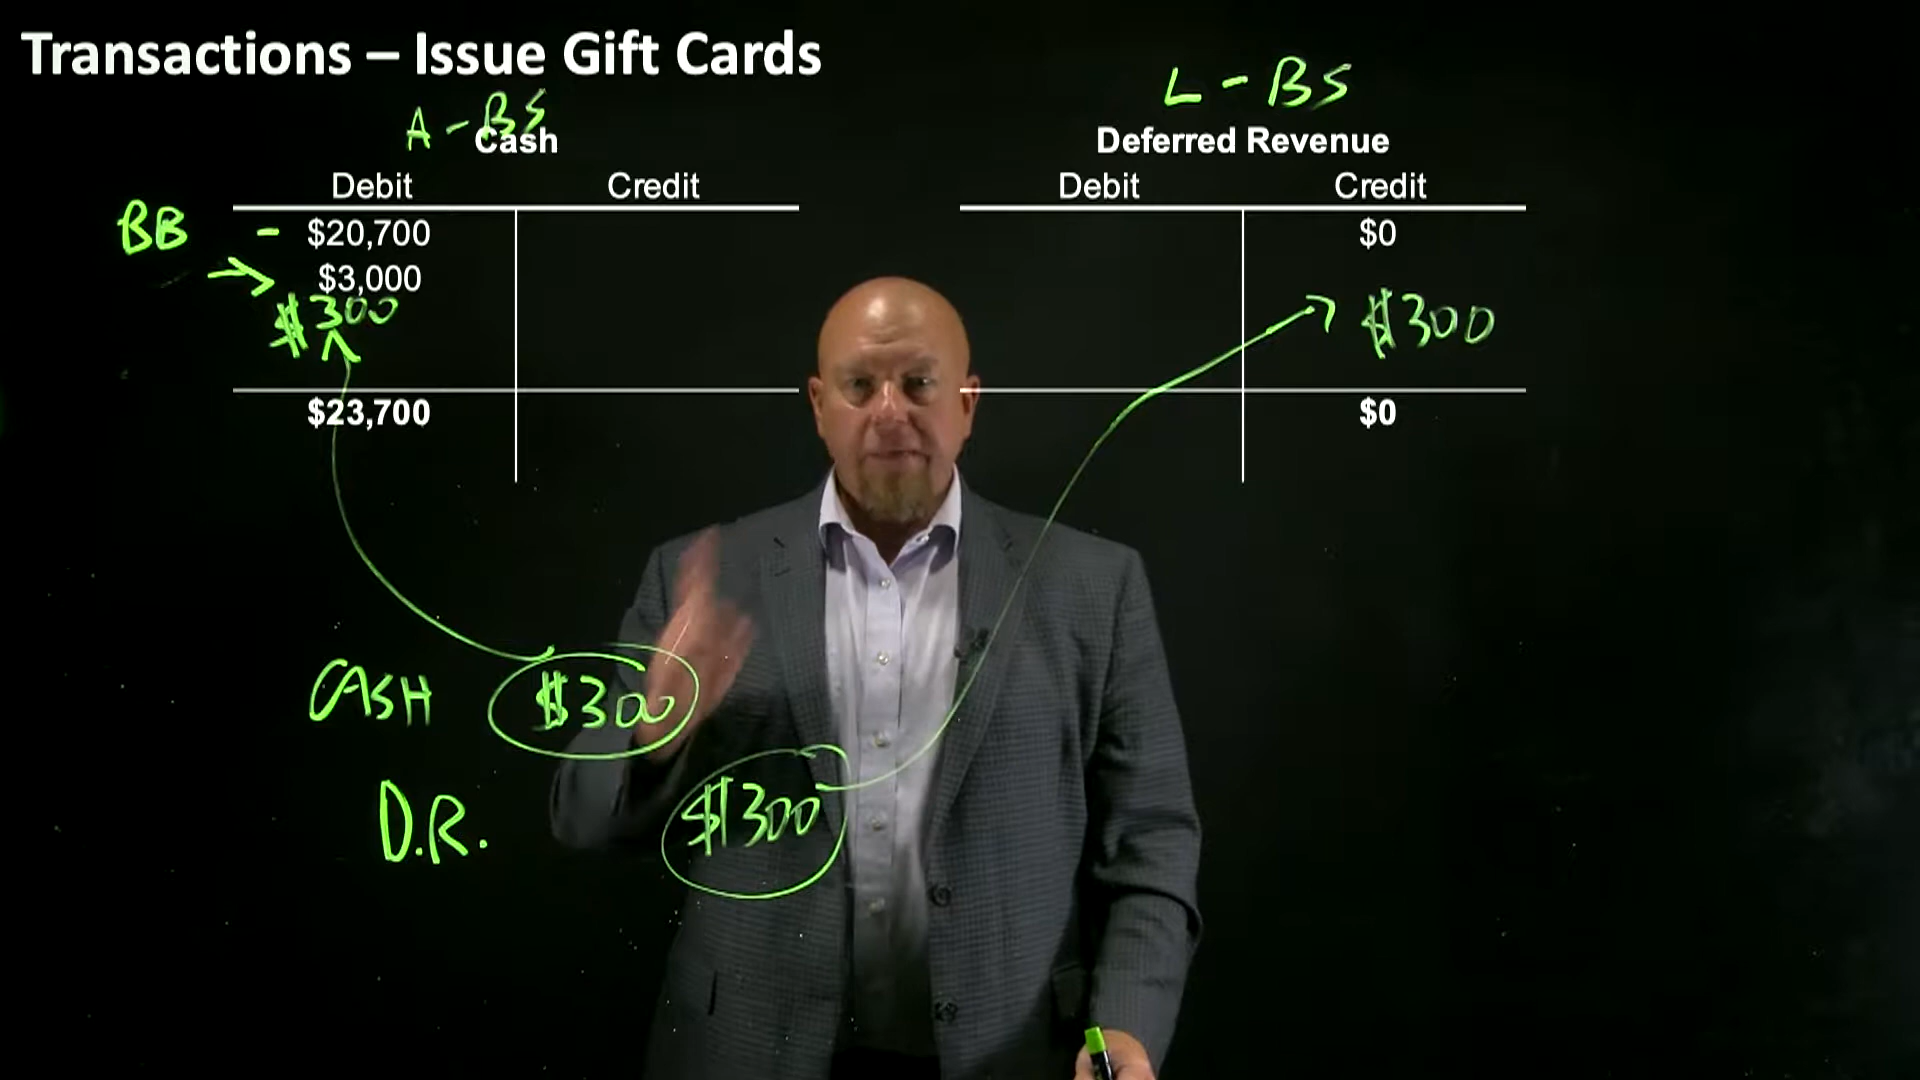 Transactions – Issue Gift Cards
A - BS
Cash
Debit Credit
BB - $20,700
$3,000
$300
$23,700
L - BS
Deferred Revenue
Debit Credit
$0
$300
$0
CASH $300
D.R. $300